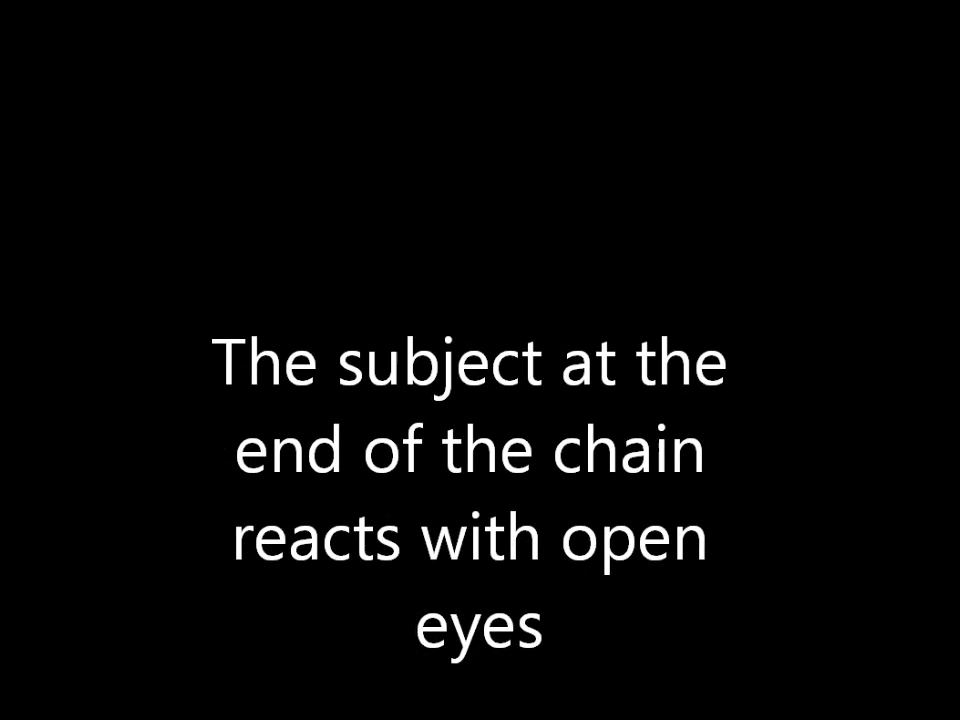 The subject at the
end of the chain
reacts with open
eyes